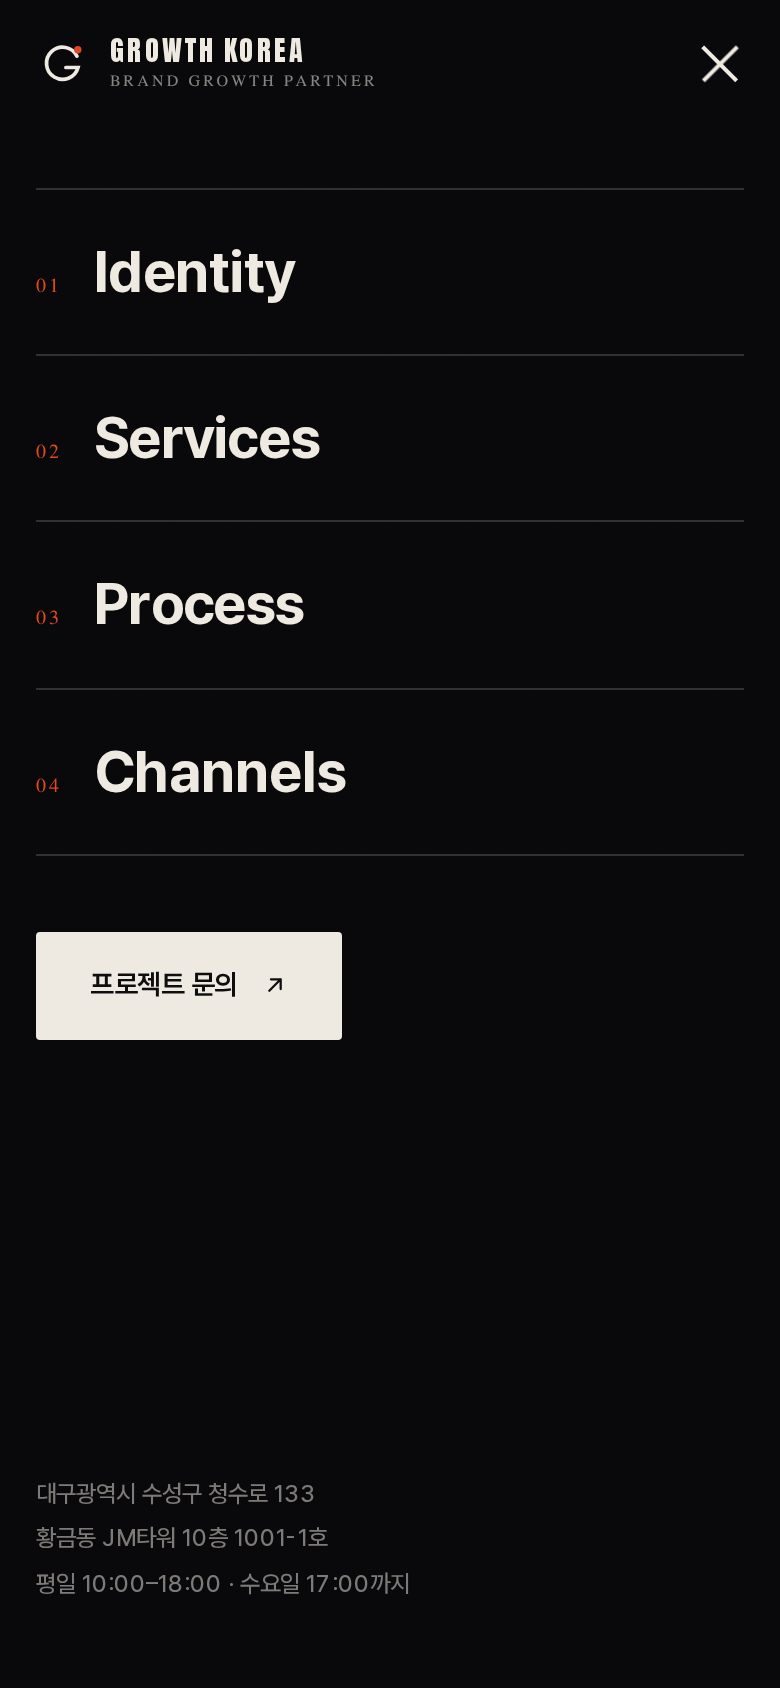 GROWTH KOREA
BRAND GROWTH PARTNER
01 Identity
02 Services
03 Process
04 Channels
프로젝트 문의
대구광역시 수성구 청수로 133
황금동 JM타워 10층 1001-1호
평일 10:00–18:00 · 수요일 17:00까지